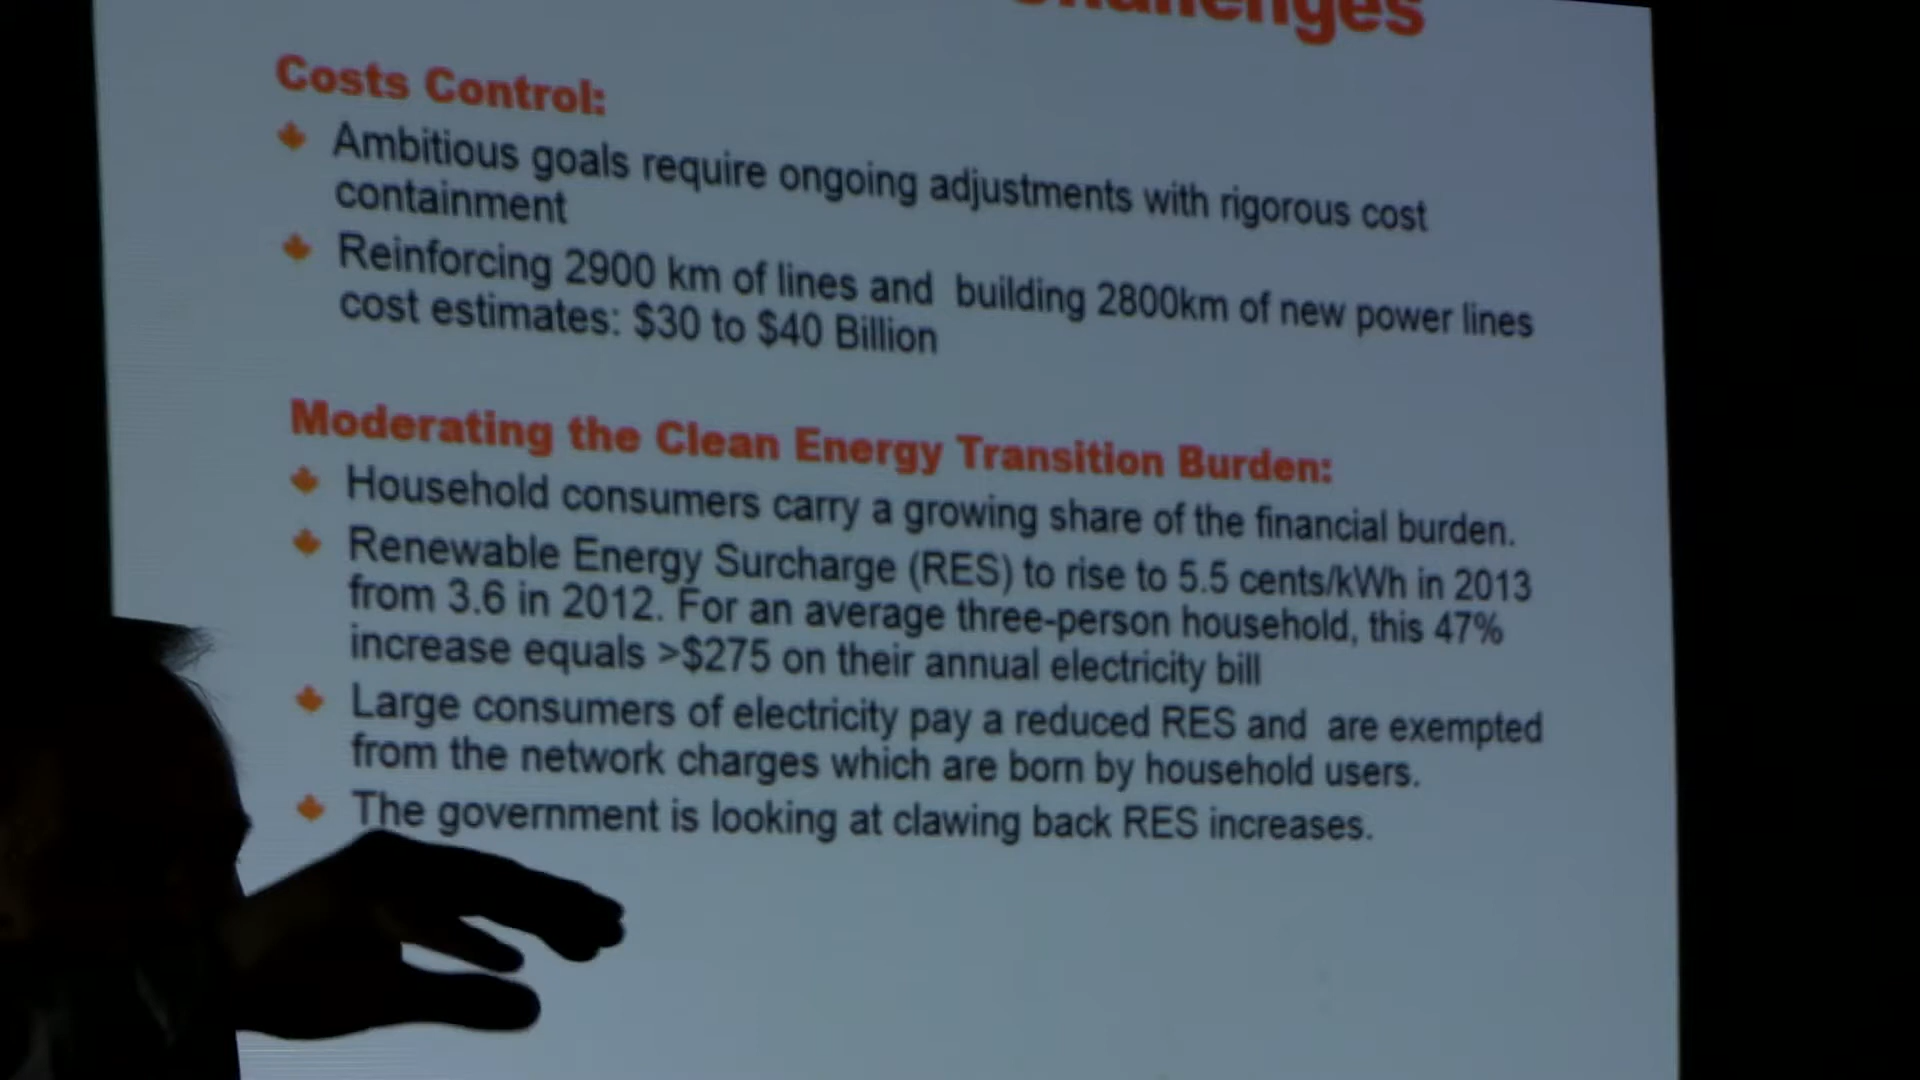 Challenges
Costs Control:
Ambitious goals require ongoing adjustments with rigorous cost
containment
Reinforcing 2900 km of lines and building 2800km of new power lines
cost estimates: $30 to $40 Billion
Moderating the Clean Energy Transition Burden:
Household consumers carry a growing share of the financial burden.
Renewable Energy Surcharge (RES) to rise to 5.5 cents/kWh in 2013
from 3.6 in 2012. For an average three-person household, this 47%
increase equals >$275 on their annual electricity bill
Large consumers of electricity pay a reduced RES and are exempted
from the network charges which are born by household users.
The government is looking at clawing back RES increases.